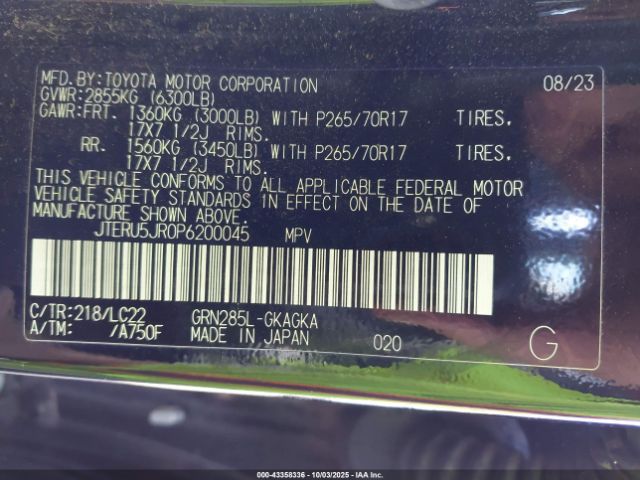 MFD.BY:TOYOTA MOTOR CORPORATION 08/23
GVWR:2855KG (6300LB)
GAWR:FRT. 1360KG (3000LB) WITH P265/70R17 TIRES.
17X7 1/2J RIMS.
RR. 1560KG (3450LB) WITH P265/70R17 TIRES.
17X7 1/2J RIMS.
THIS VEHICLE CONFORMS TO ALL APPLICABLE FEDERAL MOTOR
VEHICLE SAFETY STANDARDS IN EFFECT ON THE DATE OF
MANUFACTURE SHOWN ABOVE.
JTERU5JR0P6200045 MPV
C/TR:218/LC22 GRN285L-GKAGKA
A/TM: /A750F MADE IN JAPAN 020 G
000-43358336 - 10/03/2025 - IAA, Inc.